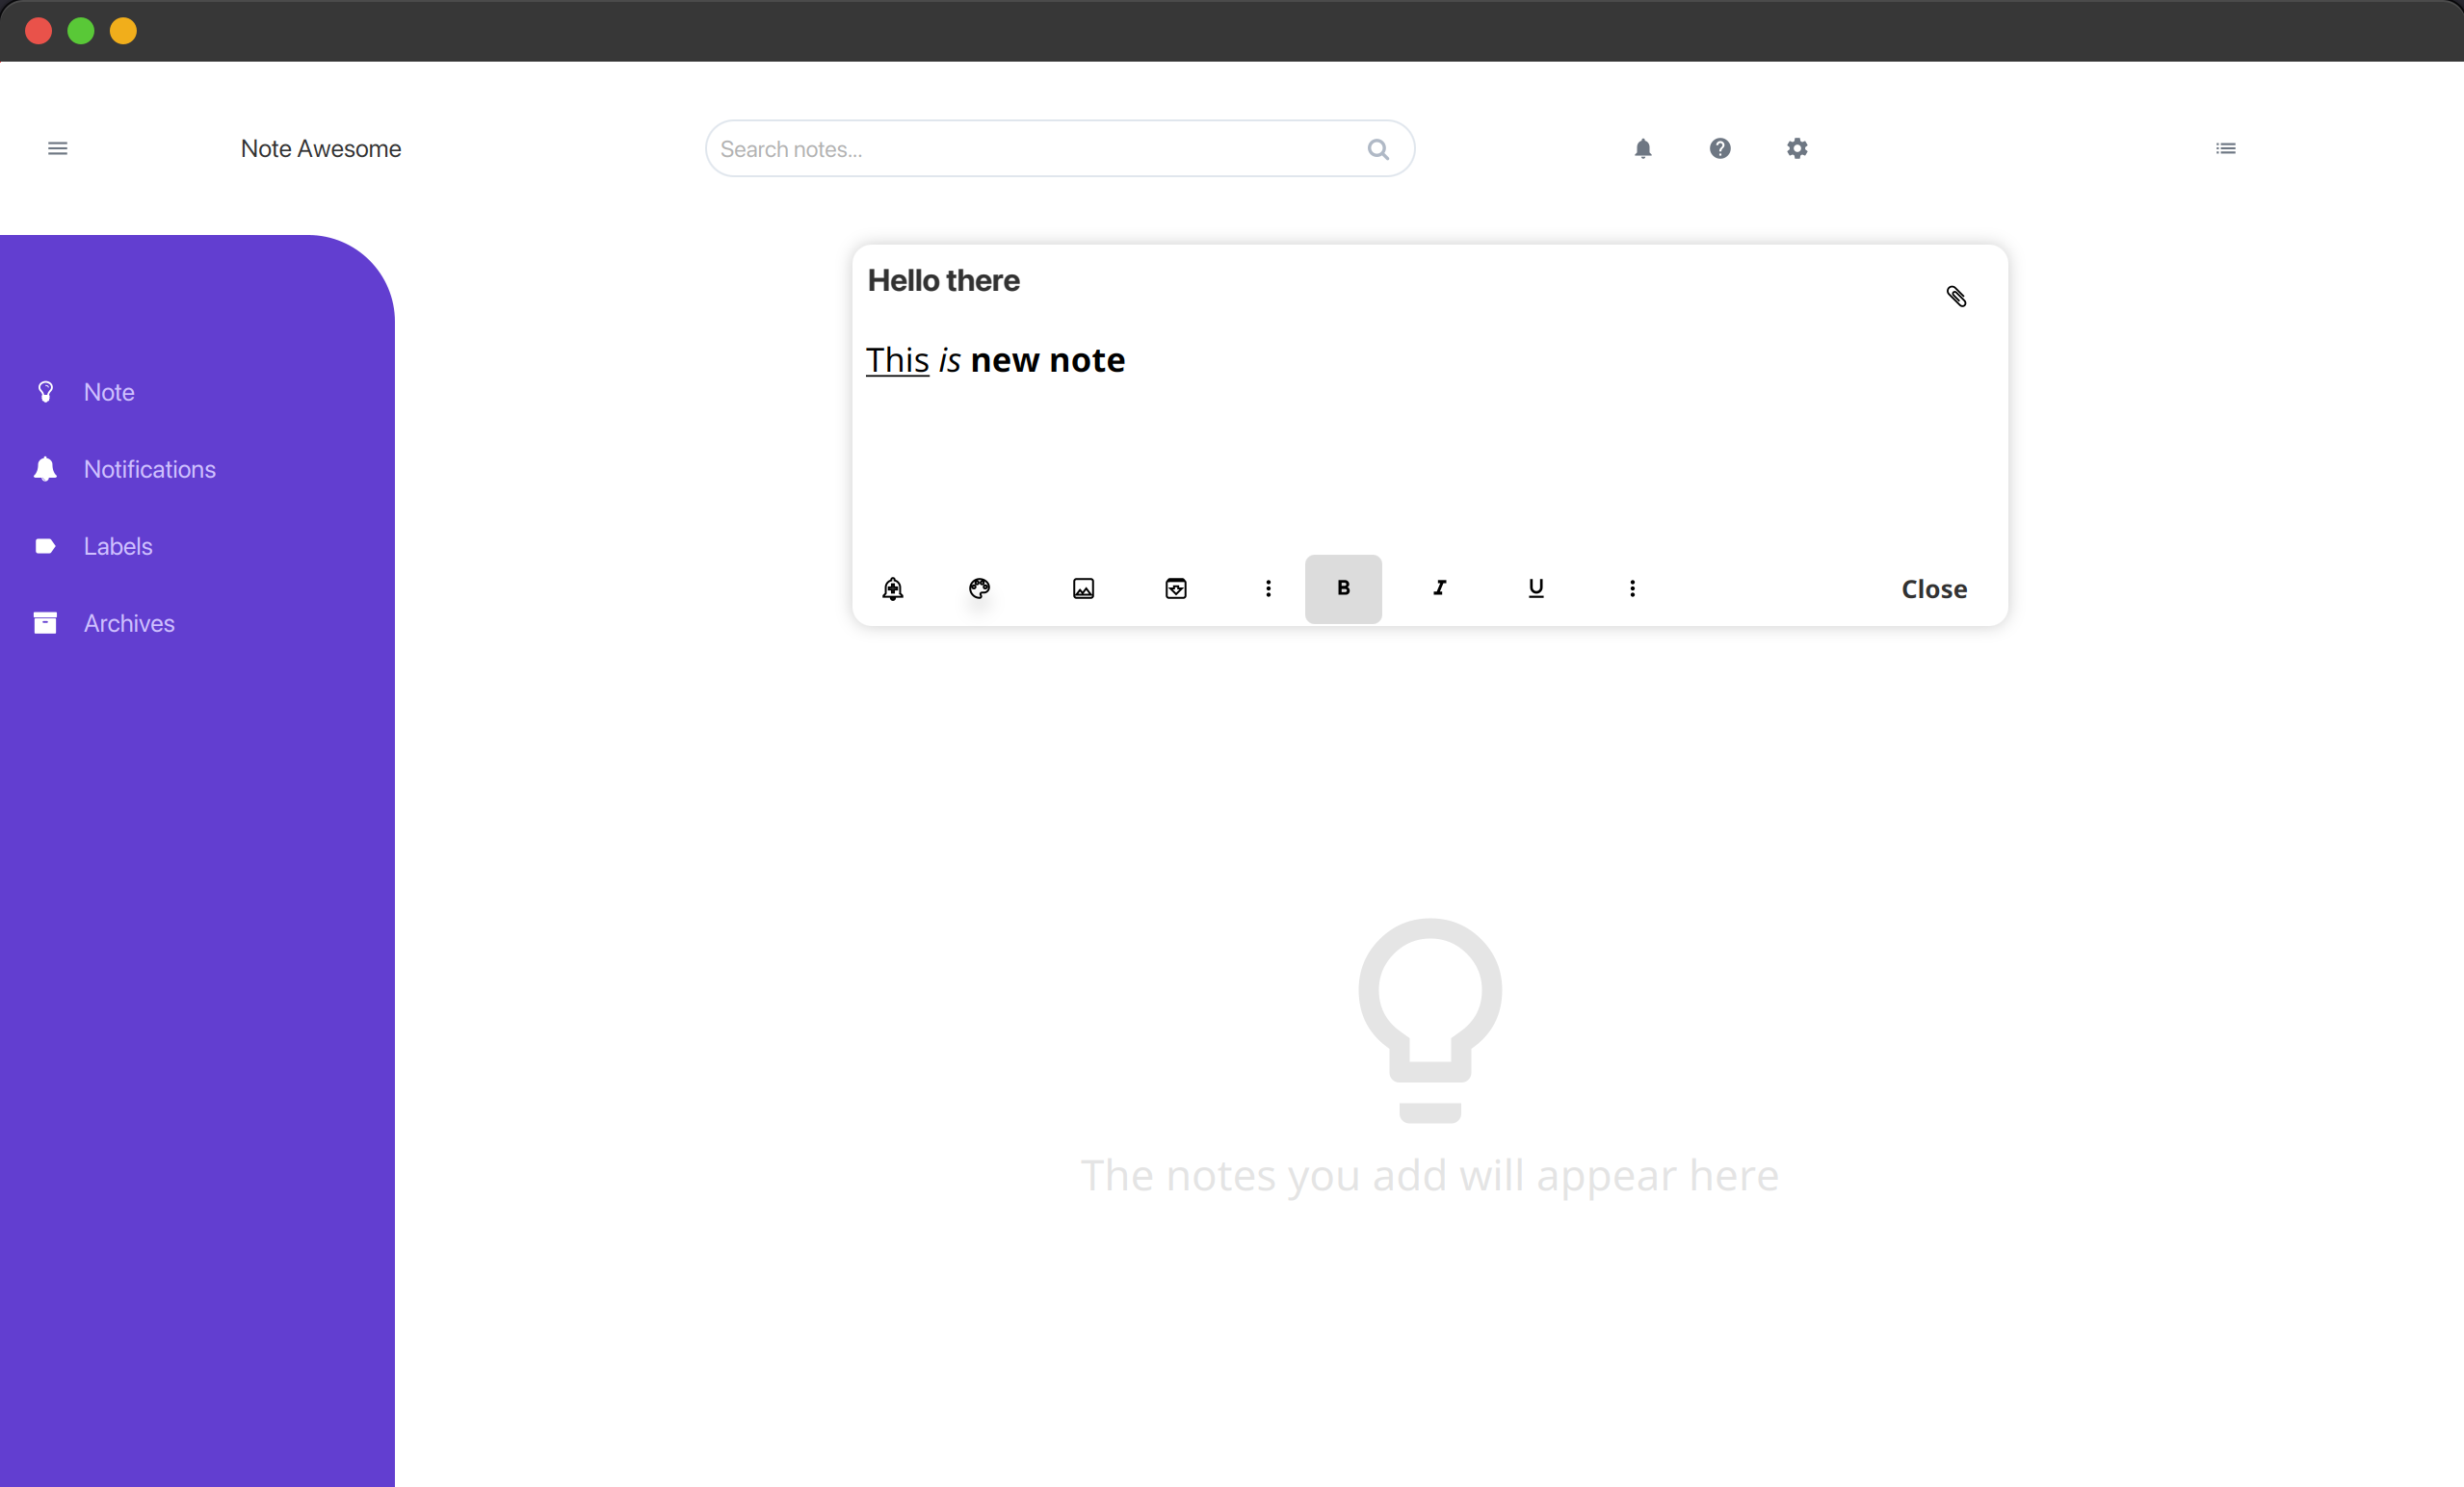 Note Awesome
Search notes...
Hello there
This is new note
Note
Notifications
Labels
Archives
B I U
Close
The notes you add will appear here